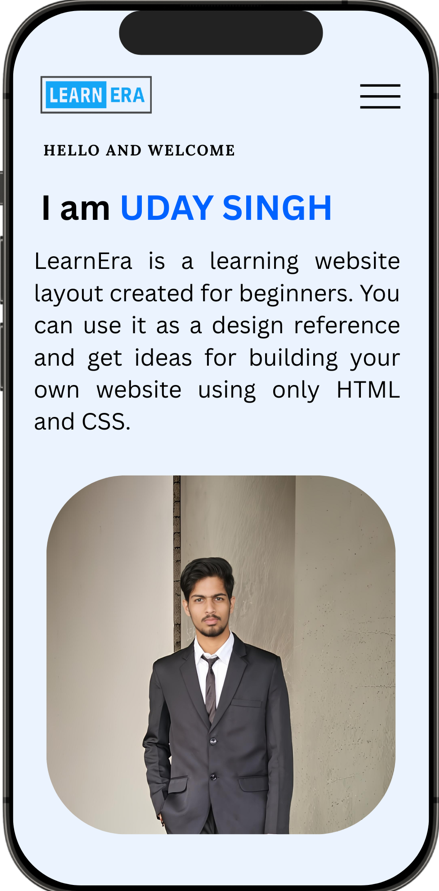 LEARN ERA
HELLO AND WELCOME
I am UDAY SINGH
LearnEra is a learning website
layout created for beginners. You
can use it as a design reference
and get ideas for building your
own website using only HTML
and CSS.